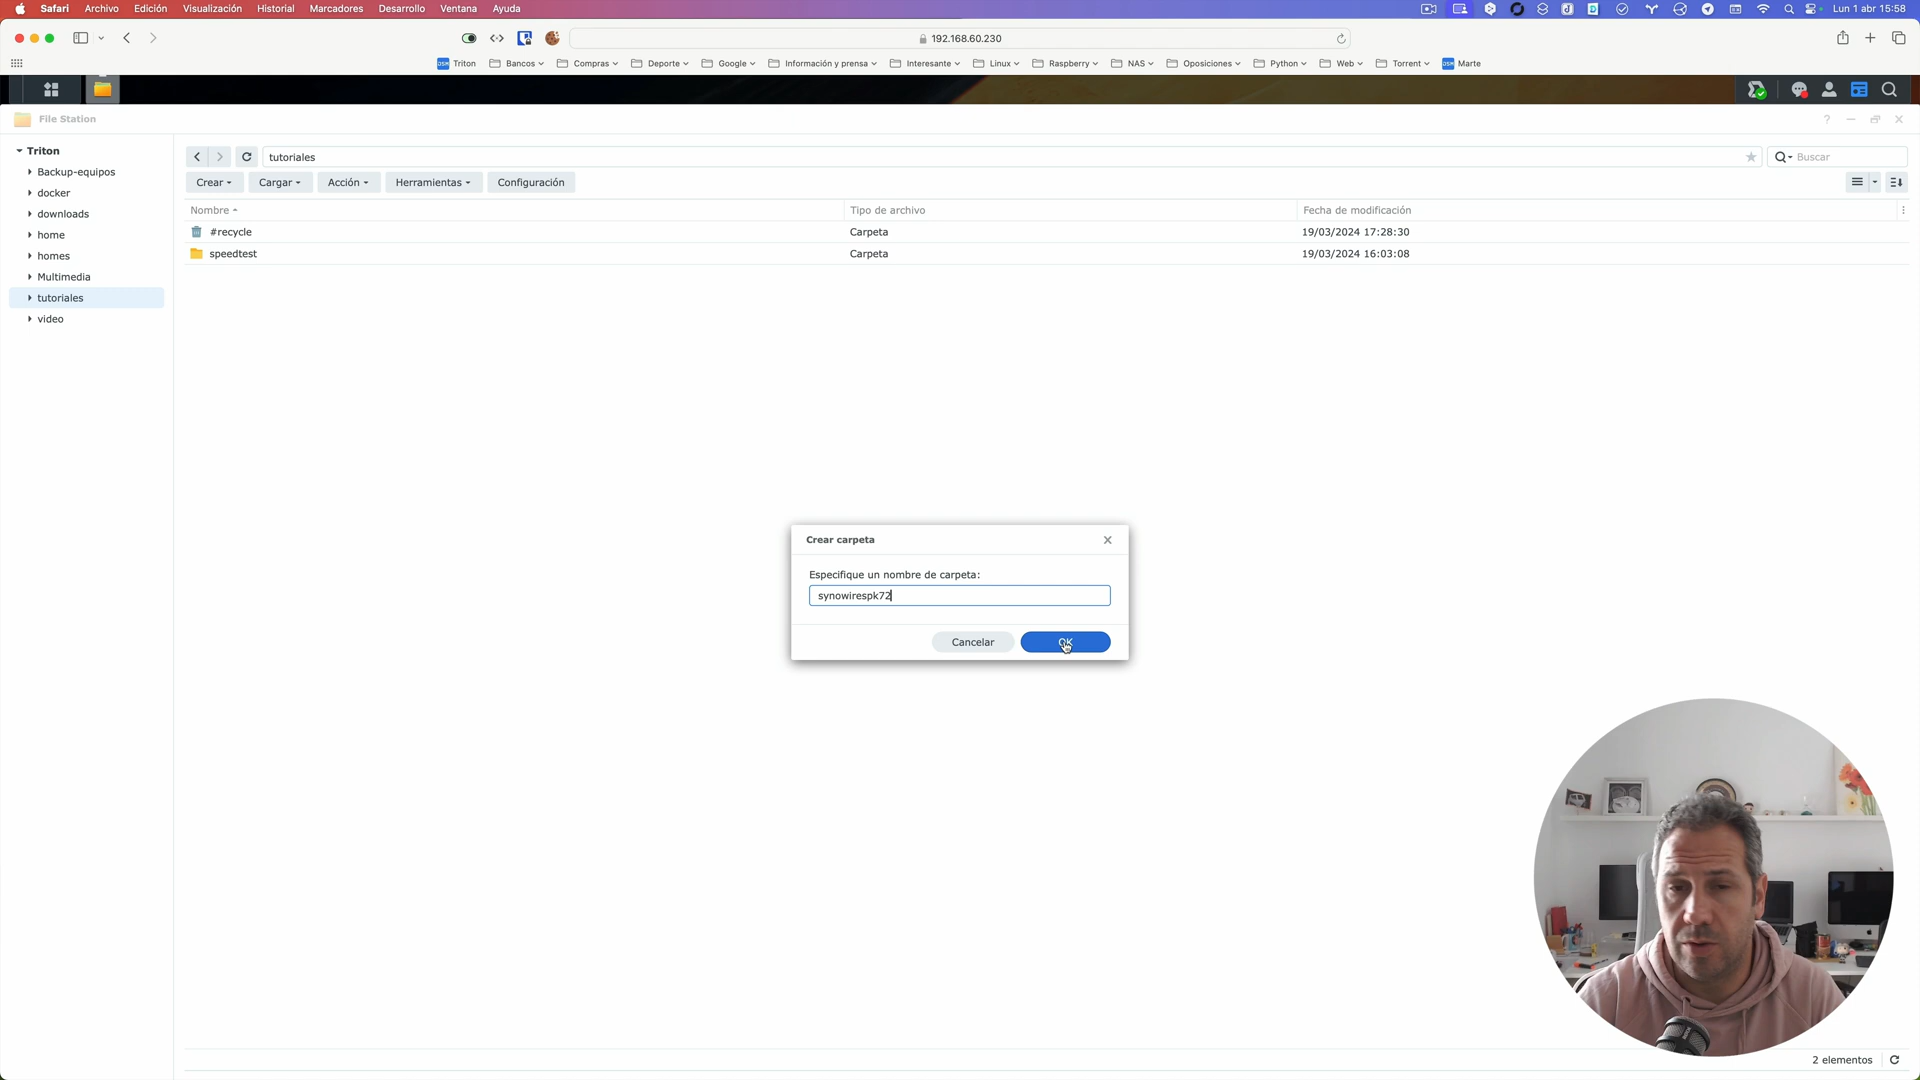 Safari Archivo Edición Visualización Historial Marcadores Desarrollo Ventana Ayuda Lun 1 abr 15:58
192.168.60.230
DSM Triton Bancos Compras Deporte Google Información y prensa Interesante Linux Raspberry NAS Oposiciones Python Web Torrent DSM Marte
File Station ?
Triton
Backup-equipos
docker
downloads
home
homes
Multimedia
tutoriales
video
tutoriales Buscar
Crear Cargar Acción Herramientas Configuración
Nombre Tipo de archivo Fecha de modificación
#recycle Carpeta 19/03/2024 17:28:30
speedtest Carpeta 19/03/2024 16:03:08
Crear carpeta
Especifique un nombre de carpeta:
synowirespk72
Cancelar OK
2 elementos